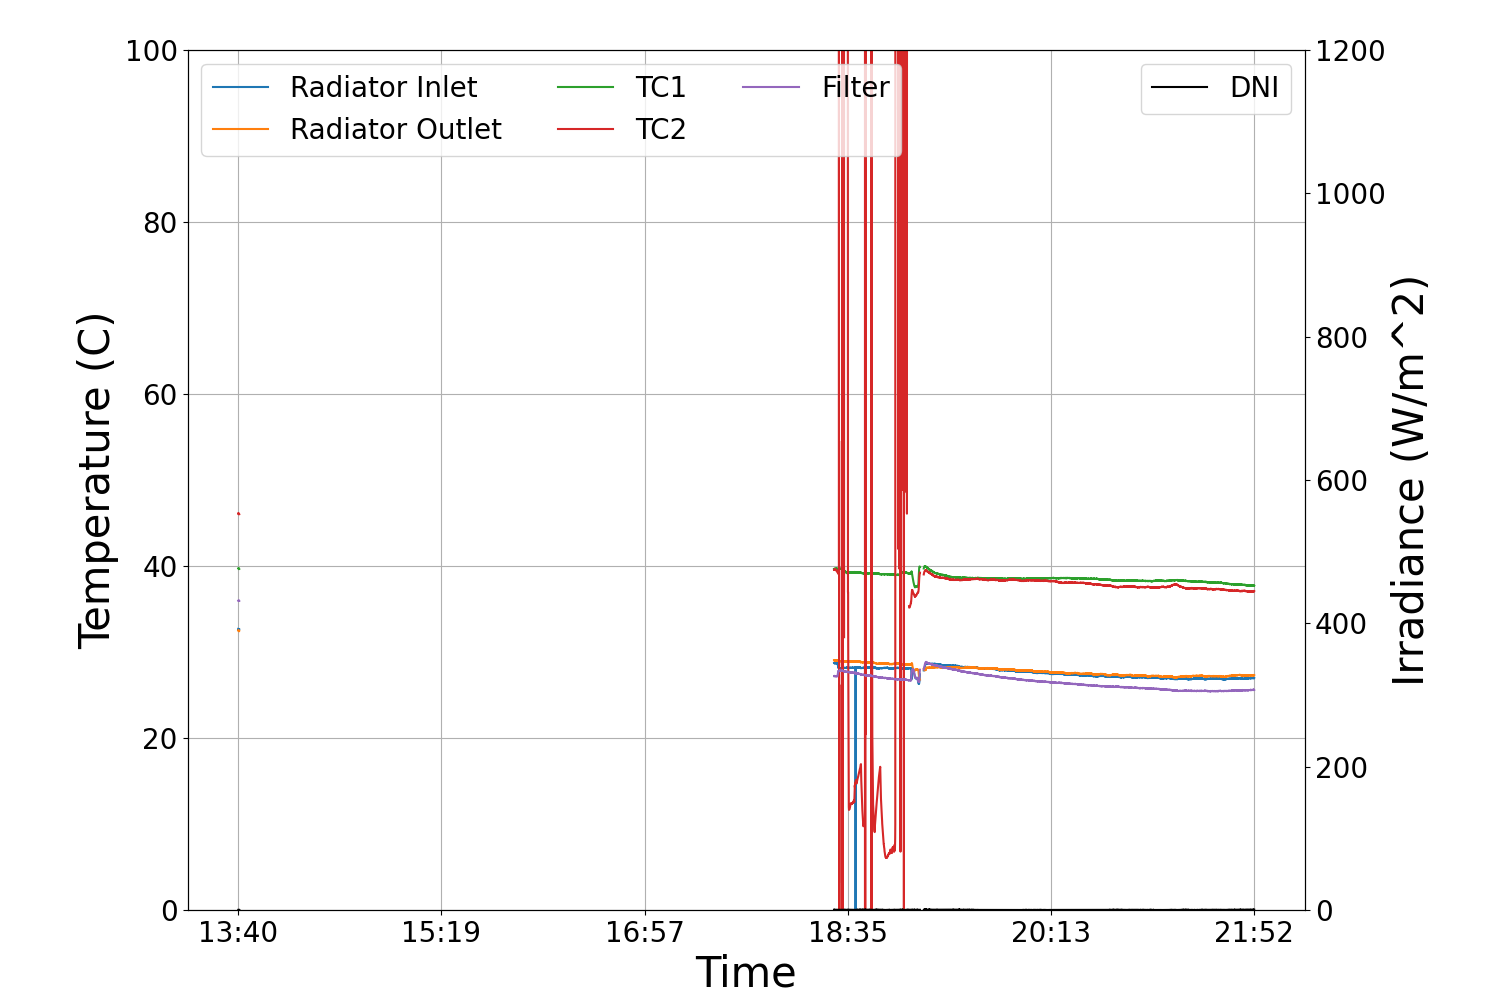 Temperature (C)
100
80
60
40
20
0
Radiator Inlet
Radiator Outlet
TC1
TC2
Filter
DNI
1200
1000
800
600
400
200
0
Irradiance (W/m^2)
13:40 15:19 16:57 18:35 20:13 21:52
Time